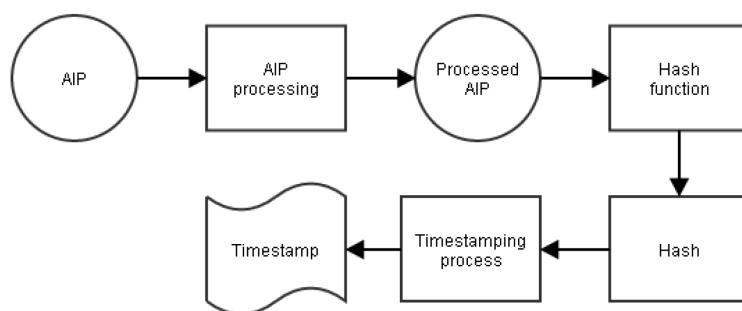 AIP
AIP
processing
Processed
AIP
Hash
function
Hash
Timestamping
process
Timestamp